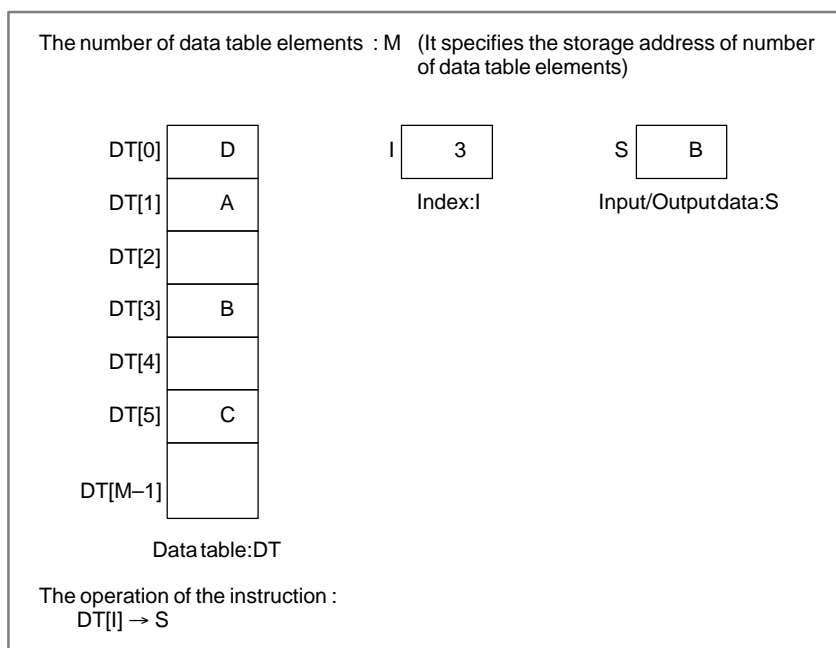 The number of data table elements : M (It specifies the storage address of number
of data table elements)
DT[0] D I 3 S B
DT[1] A Index:I Input/Outputdata:S
DT[2]
DT[3] B
DT[4]
DT[5] C
DT[M–1]
Datatable:DT
The operation of the instruction :
DT[I] → S